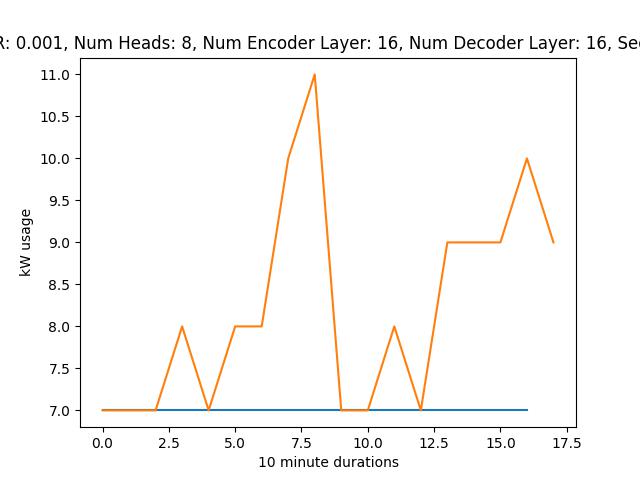 R: 0.001, Num Heads: 8, Num Encoder Layer: 16, Num Decoder Layer: 16,
11.0
10.5
10.0
9.5
9.0
8.5
8.0
7.5
7.0
kW usage
0.0 2.5 5.0 7.5 10.0 12.5 15.0 17.5
10 minute durations